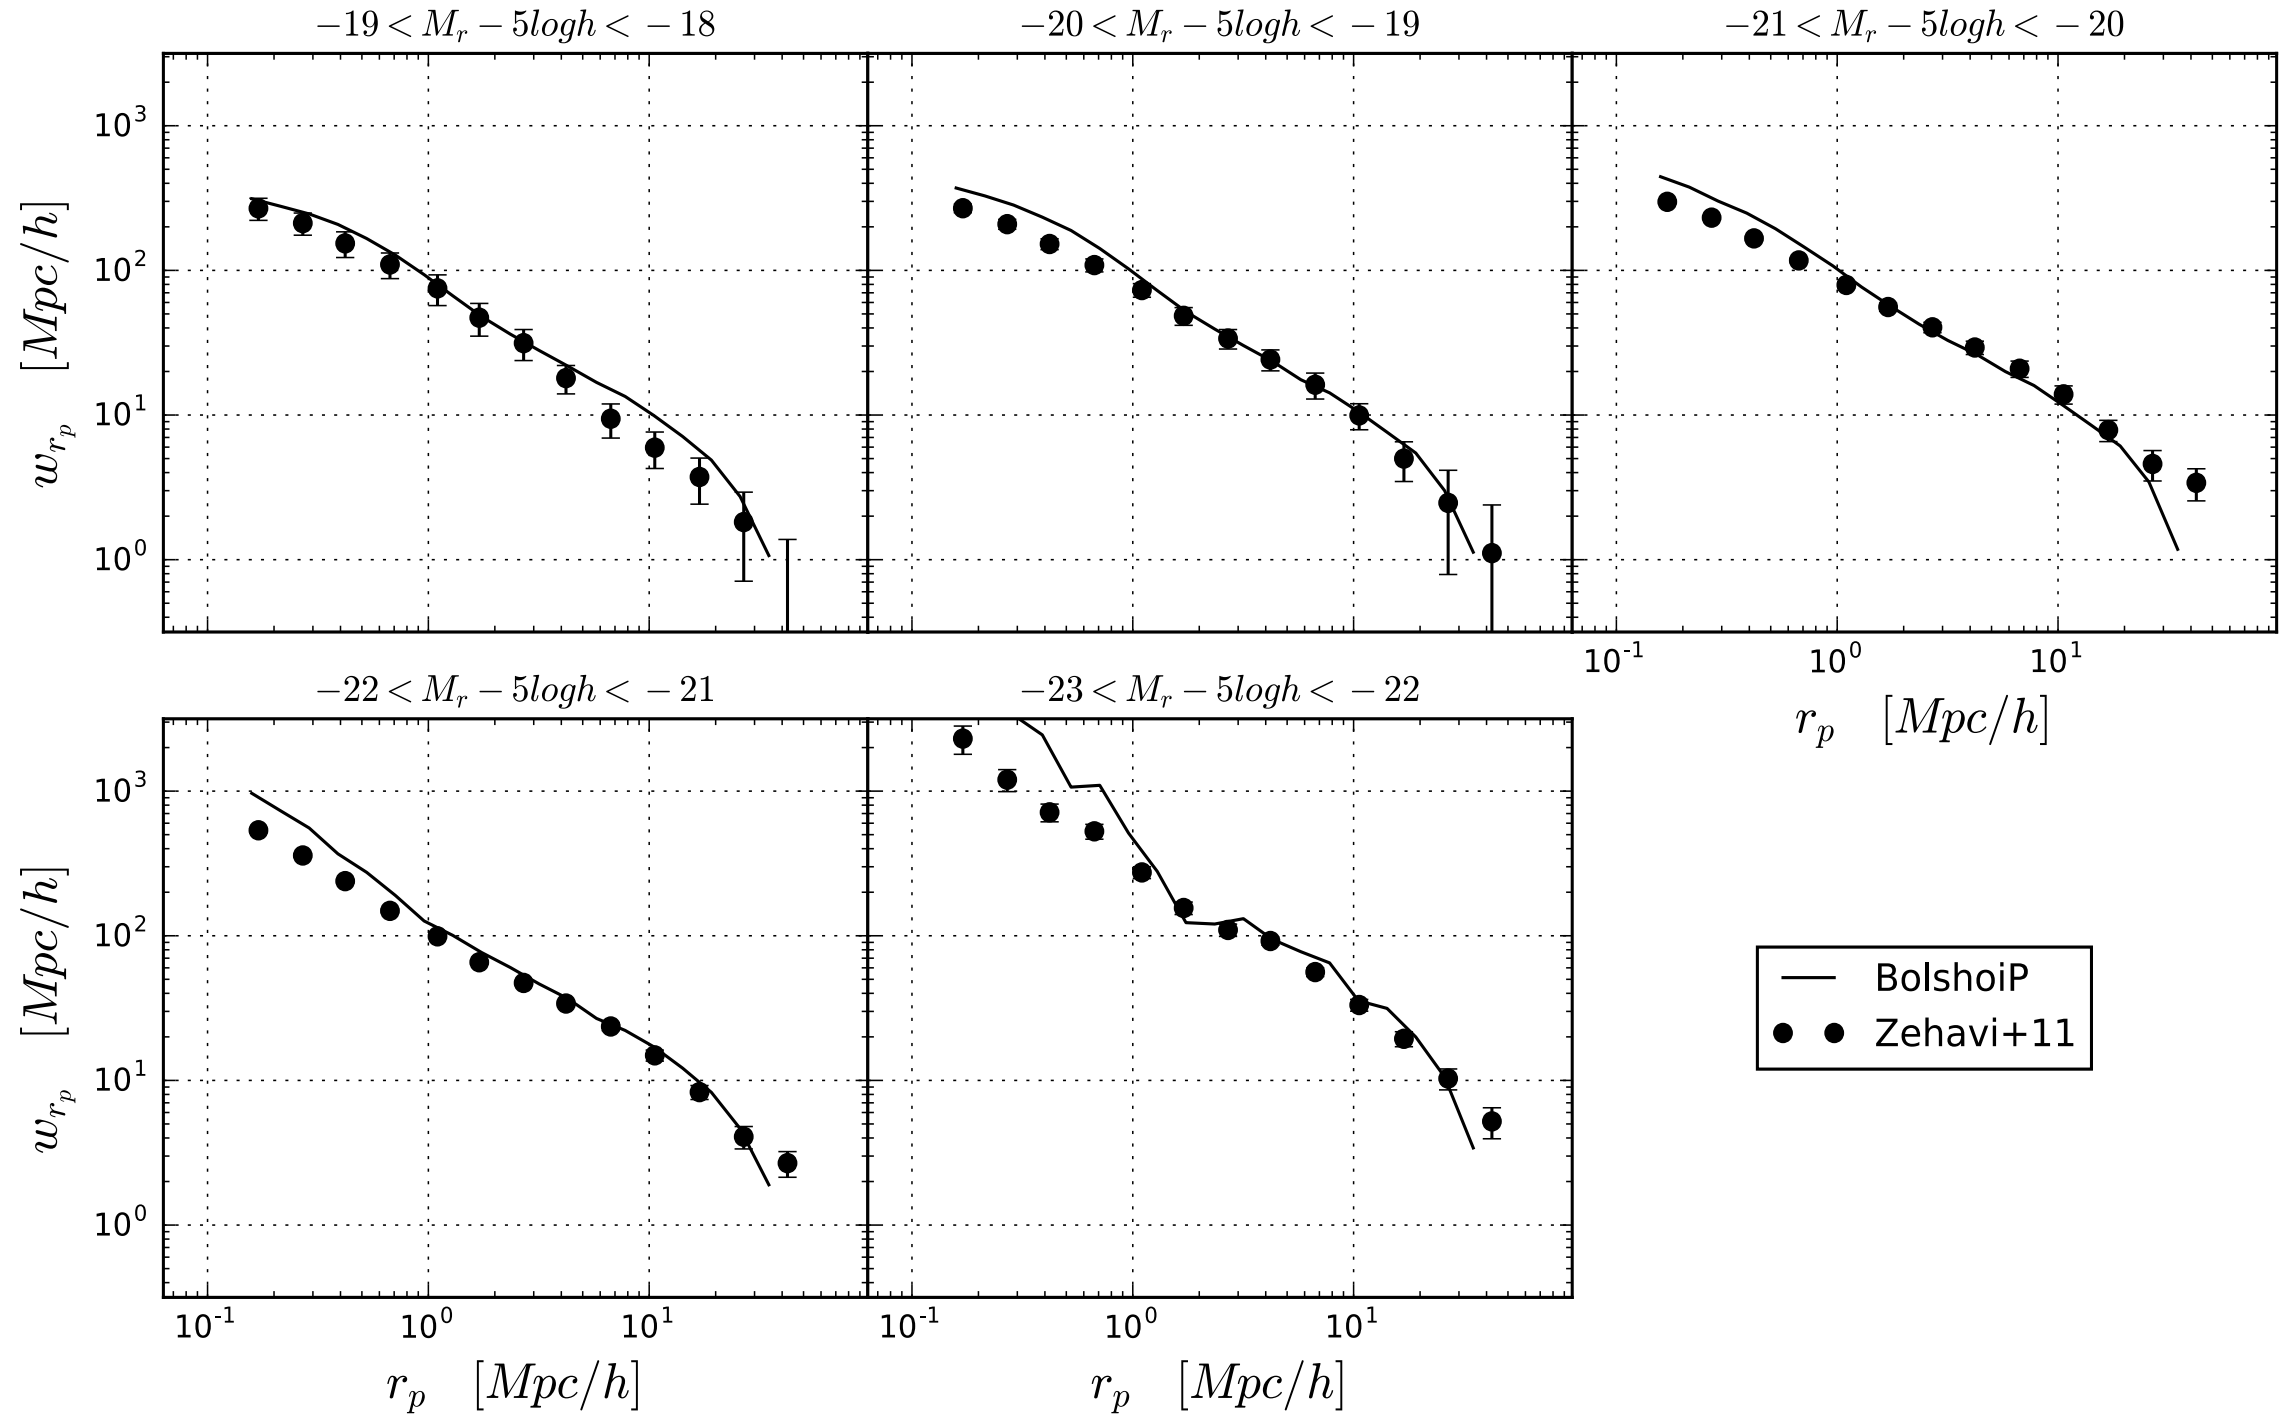 −19 < M_r − 5logh < − 18
−20 < M_r − 5logh < − 19
−21 < M_r − 5logh < − 20
w_{r_p} [Mpc/h]
10^3
10^2
10^1
10^0
10^-1 10^0 10^1
r_p [Mpc/h]
−22 < M_r − 5logh < − 21
−23 < M_r − 5logh < − 22
w_{r_p} [Mpc/h]
10^3
10^2
10^1
10^0
10^-1 10^0 10^1
10^-1 10^0 10^1
r_p [Mpc/h]
r_p [Mpc/h]
BolshoiP
Zehavi+11